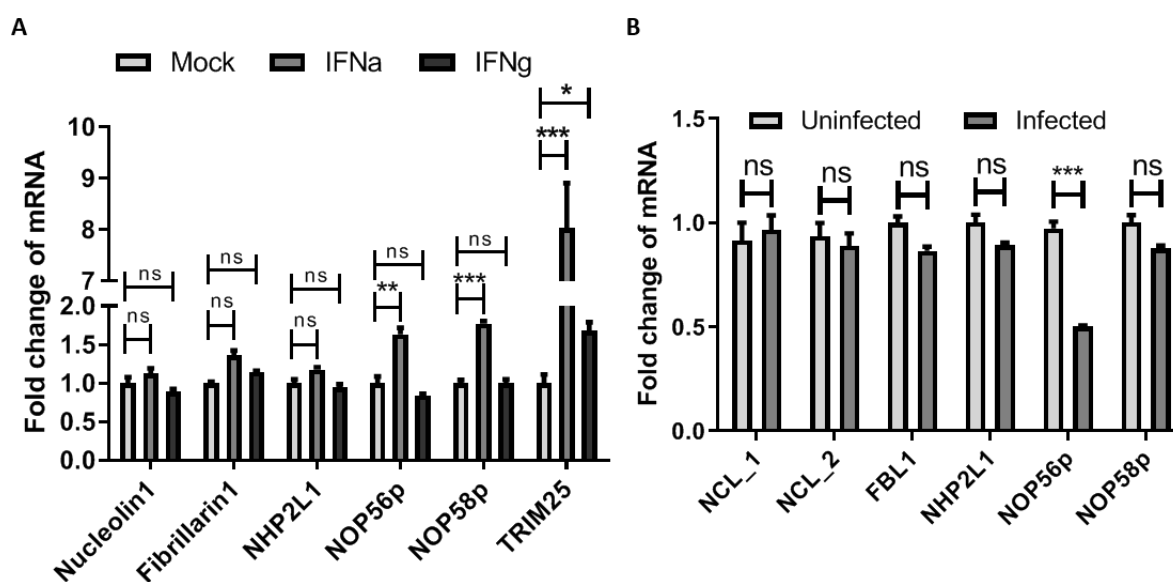 A
Mock IFNa IFNg
Fold change of mRNA
10
9
8
7
2.0
1.5
1.0
0.5
0.0
ns
ns
ns
ns
ns
ns
ns
**
ns
***
*
***
Nucleolin1
Fibrillarin1
NHP2L1
NOP56p
NOP58p
TRIM25
B
Uninfected Infected
Fold change of mRNA
1.5
1.0
0.5
0.0
ns
ns
ns
ns
***
ns
NCL_1
NCL_2
FBL1
NHP2L1
NOP56p
NOP58p